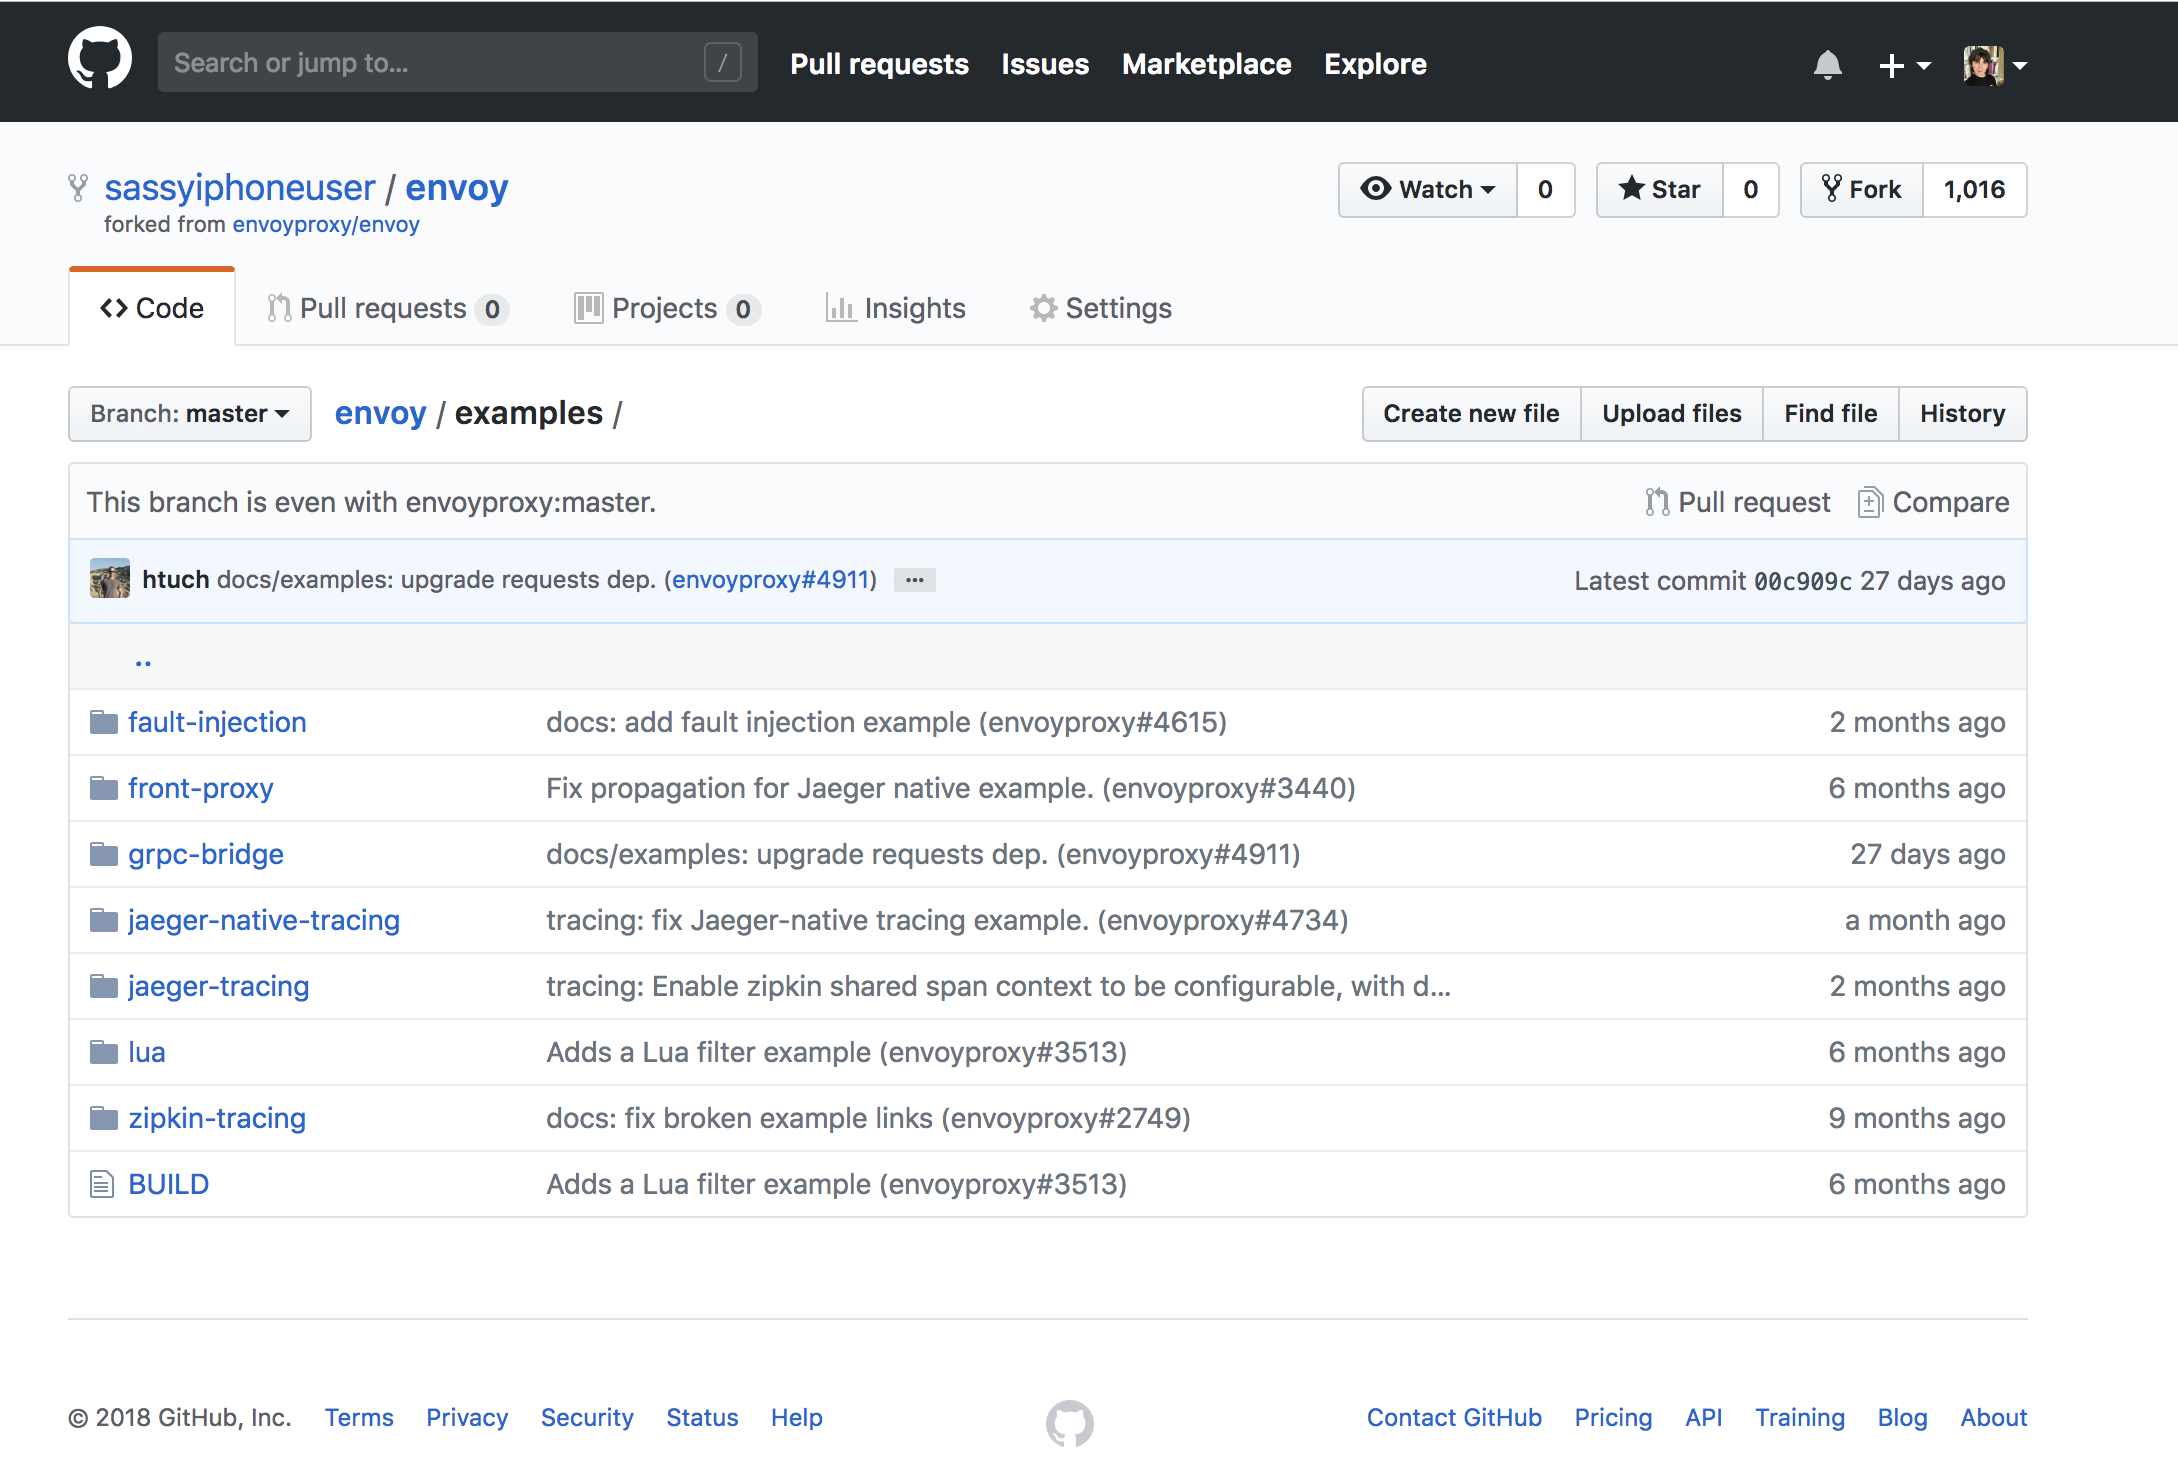 Search or jump to... / Pull requests Issues Marketplace Explore
sassyiphoneuser / envoy Watch 0 Star 0 Fork 1,016
forked from envoyproxy/envoy
Code Pull requests 0 Projects 0 Insights Settings
Branch: master envoy / examples / Create new file Upload files Find file History
This branch is even with envoyproxy:master. Pull request Compare
htuch docs/examples: upgrade requests dep. (envoyproxy#4911) ... Latest commit 00c909c 27 days ago
..
fault-injection docs: add fault injection example (envoyproxy#4615) 2 months ago
front-proxy Fix propagation for Jaeger native example. (envoyproxy#3440) 6 months ago
grpc-bridge docs/examples: upgrade requests dep. (envoyproxy#4911) 27 days ago
jaeger-native-tracing tracing: fix Jaeger-native tracing example. (envoyproxy#4734) a month ago
jaeger-tracing tracing: Enable zipkin shared span context to be configurable, with d... 2 months ago
lua Adds a Lua filter example (envoyproxy#3513) 6 months ago
zipkin-tracing docs: fix broken example links (envoyproxy#2749) 9 months ago
BUILD Adds a Lua filter example (envoyproxy#3513) 6 months ago
© 2018 GitHub, Inc. Terms Privacy Security Status Help Contact GitHub Pricing API Training Blog About